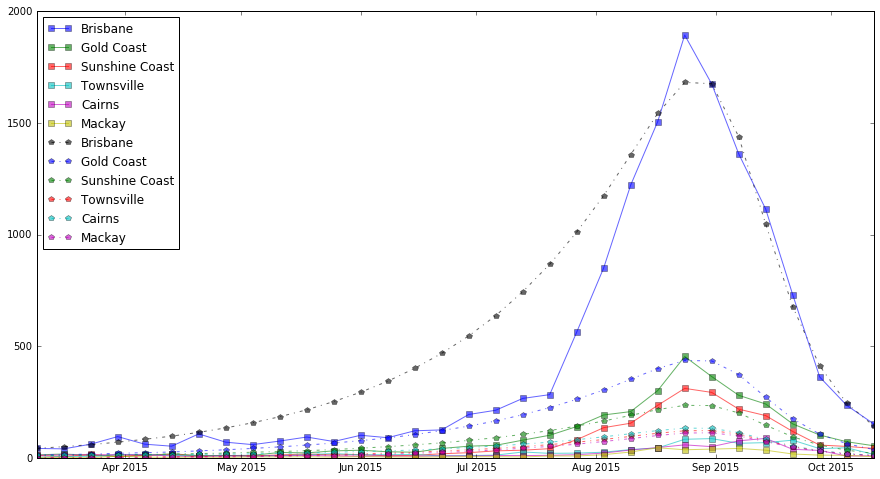 2000
1500
1000
500
0
Brisbane
Gold Coast
Sunshine Coast
Townsville
Cairns
Mackay
Brisbane
Gold Coast
Sunshine Coast
Townsville
Cairns
Mackay
Apr 2015 May 2015 Jun 2015 Jul 2015 Aug 2015 Sep 2015 Oct 2015